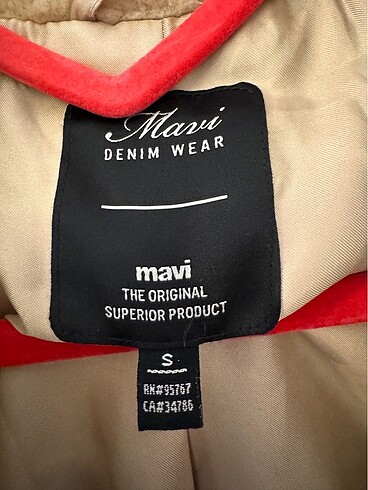 Mavi
DENIM WEAR
mavi
THE ORIGINAL
SUPERIOR PRODUCT
S
RN#95767
CA#34786